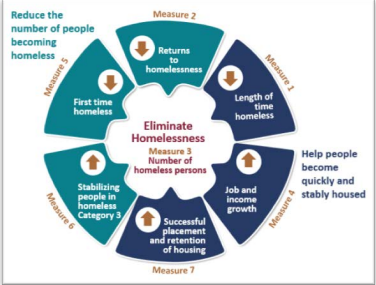 Reduce the
number of people
becoming
homeless
Measure 2
Returns
to
homelessness
Measure 1
Length of
time
homeless
Measure 5
First time
homeless
Eliminate
Homelessness
Measure 3
Number of
homeless persons
Help people
become
quickly and
stably housed
Measure 4
Job and
income
growth
Measure 6
Stabilizing
people in
homeless
Category 3
Successful
placement
and retention
of housing
Measure 7